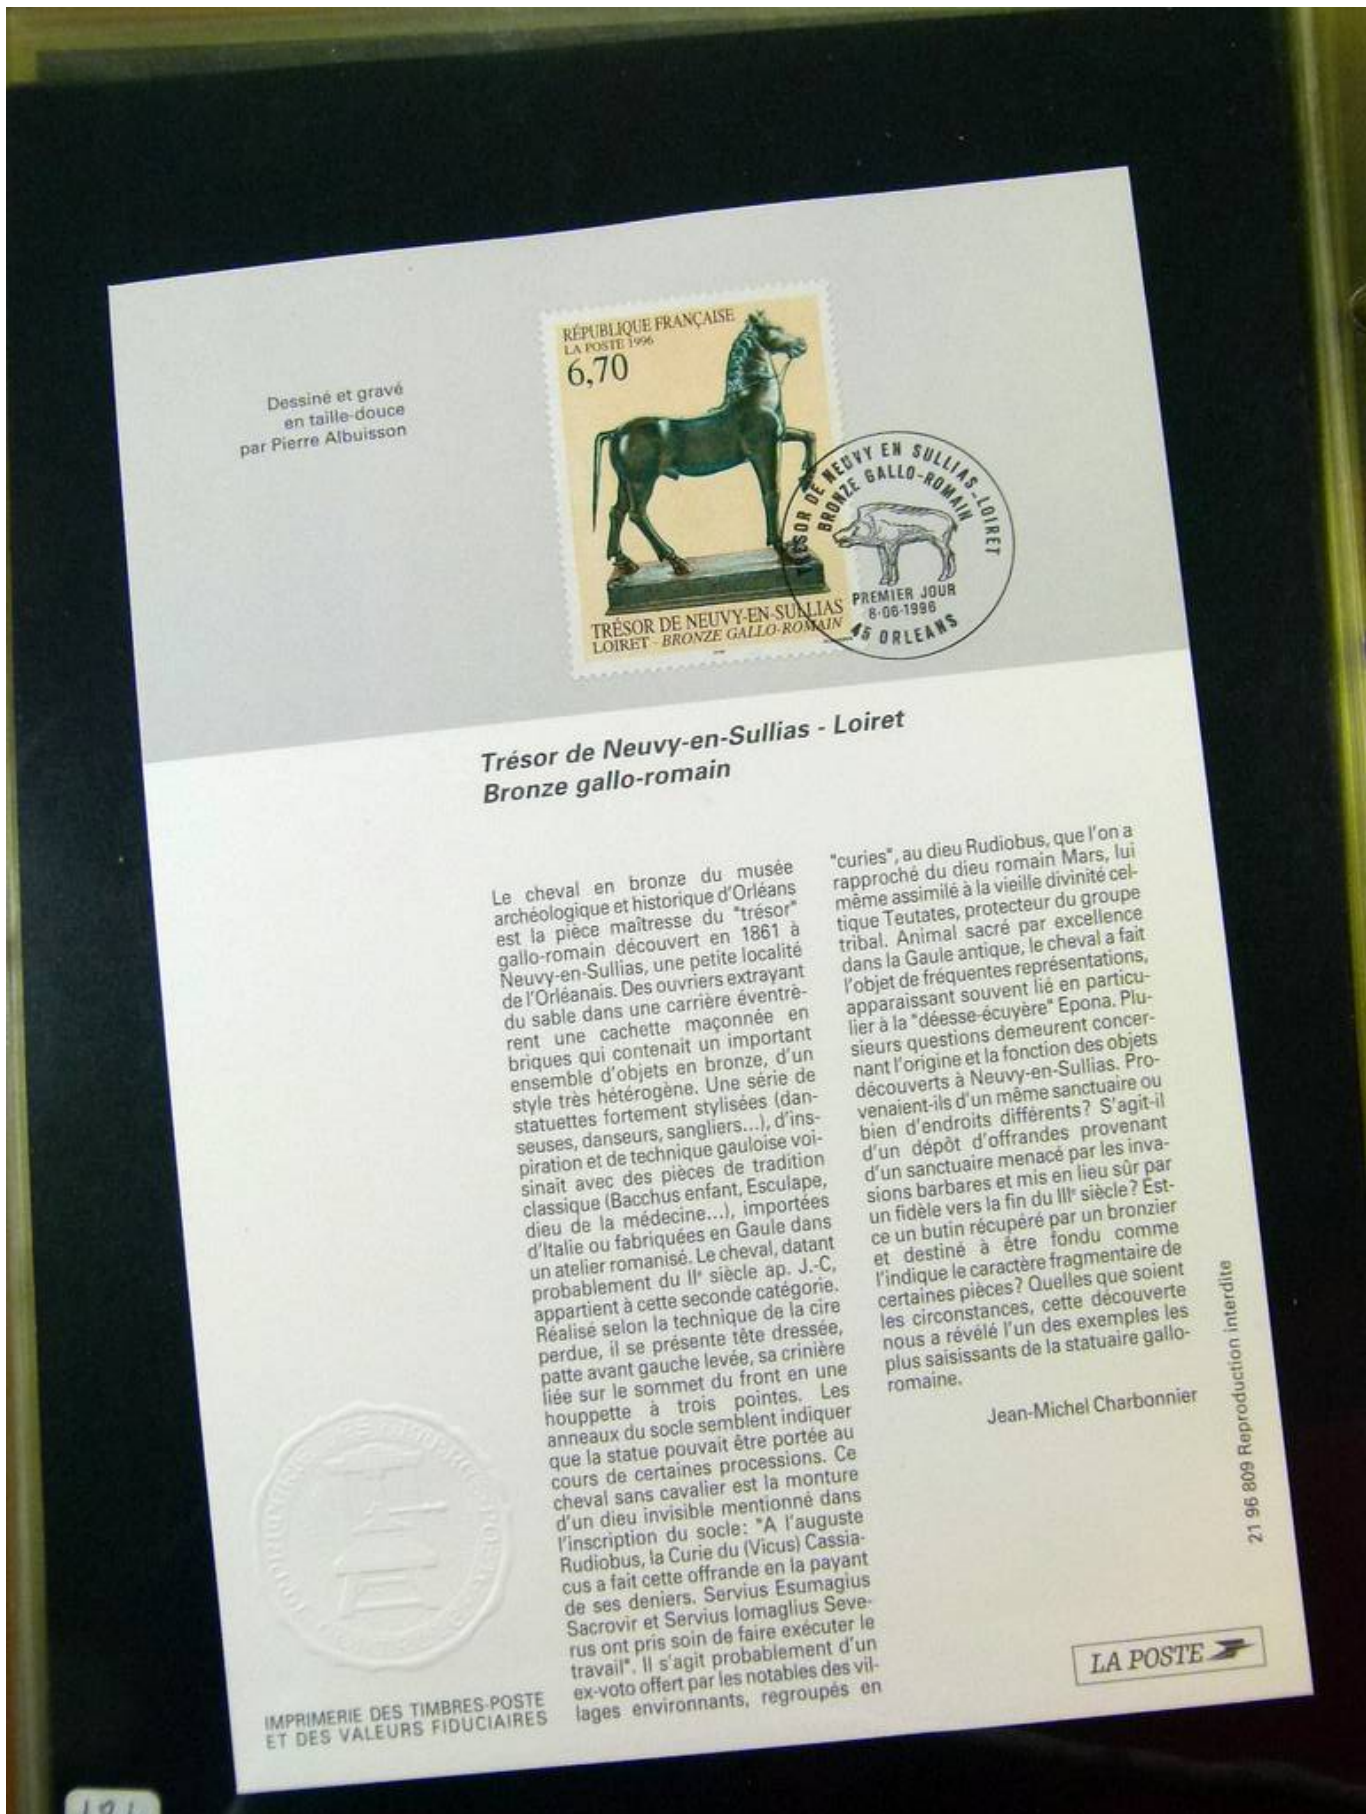 Dessiné et gravé
en taille-douce
par Pierre Albuisson
RÉPUBLIQUE FRANÇAISE
LA POSTE 1996
6,70
TRÉSOR DE NEUVY-EN-SULLIAS
LOIRET - BRONZE GALLO-ROMAIN
TRESOR DE NEUVY EN SULLIAS_LOIRET
BRONZE GALLO-ROMAIN
PREMIER JOUR
8-06-1996
45 ORLEANS
Trésor de Neuvy-en-Sullias - Loiret
Bronze gallo-romain
Le cheval en bronze du musée
archéologique et historique d'Orléans
est la pièce maîtresse du "trésor"
gallo-romain découvert en 1861 à
Neuvy-en-Sullias, une petite localité
de l'Orléanais. Des ouvriers extrayant
du sable dans une carrière éventrè-
rent une cachette maçonnée en
briques qui contenait un important
ensemble d'objets en bronze, d'un
style très hétérogène. Une série de
statuettes fortement stylisées (dan-
seuses, danseurs, sangliers...), d'ins-
piration et de technique gauloise voi-
sinait avec des pièces de tradition
classique (Bacchus enfant, Esculape,
dieu de la médecine...), importées
d'Italie ou fabriquées en Gaule dans
un atelier romanisé. Le cheval, datant
probablement du IIe siècle ap. J.-C,
appartient à cette seconde catégorie.
Réalisé selon la technique de la cire
perdue, il se présente tête dressée,
patte avant gauche levée, sa crinière
liée sur le sommet du front en une
houppette à trois pointes. Les
anneaux du socle semblent indiquer
que la statue pouvait être portée au
cours de certaines processions. Ce
cheval sans cavalier est la monture
d'un dieu invisible mentionné dans
l'inscription du socle: "A l'auguste
Rudiobus, la Curie du (Vicus) Cassia-
cus a fait cette offrande en la payant
de ses deniers. Servius Esumagius
Sacrovir et Servius Iomaglius Seve-
rus ont pris soin de faire exécuter le
travail". Il s'agit probablement d'un
ex-voto offert par les notables des vil-
lages environnants, regroupés en
"curies", au dieu Rudiobus, que l'on a
rapproché du dieu romain Mars, lui
même assimilé à la vieille divinité cel-
tique Teutates, protecteur du groupe
tribal. Animal sacré par excellence
dans la Gaule antique, le cheval a fait
l'objet de fréquentes représentations,
apparaissant souvent lié en particu-
lier à la "déesse-écuyère" Epona. Plu-
sieurs questions demeurent concer-
nant l'origine et la fonction des objets
découverts à Neuvy-en-Sullias. Pro-
venaient-ils d'un même sanctuaire ou
bien d'endroits différents? S'agit-il
d'un dépôt d'offrandes provenant
d'un sanctuaire menacé par les inva-
sions barbares et mis en lieu sûr par
un fidèle vers la fin du IIIe siècle? Est-
ce un butin récupéré par un bronzier
et destiné à être fondu comme
l'indique le caractère fragmentaire de
certaines pièces? Quelles que soient
les circonstances, cette découverte
nous a révélé l'un des exemples les
plus saisissants de la statuaire gallo-
romaine.
Jean-Michel Charbonnier
21 96 809 Reproduction interdite
IMPRIMERIE DES TIMBRES-POSTE
ET DES VALEURS FIDUCIAIRES
LA POSTE